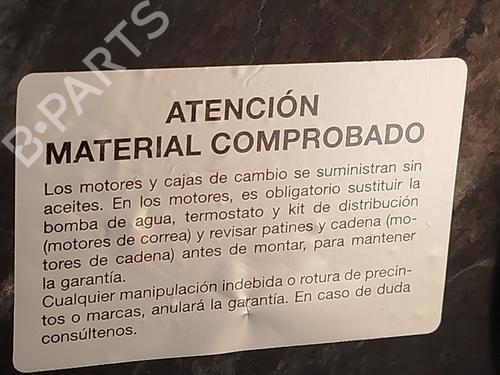 B-PARTS
ATENCIÓN
MATERIAL COMPROBADO
Los motores y cajas de cambio se suministran sin
aceites. En los motores, es obligatorio sustituir la
bomba de agua, termostato y kit de distribución
(motores de correa) y revisar patines y cadena (mo-
tores de cadena) antes de montar, para mantener
la garantía.
Cualquier manipulación indebida o rotura de precin-
tos o marcas, anulará la garantía. En caso de duda
consúltenos.